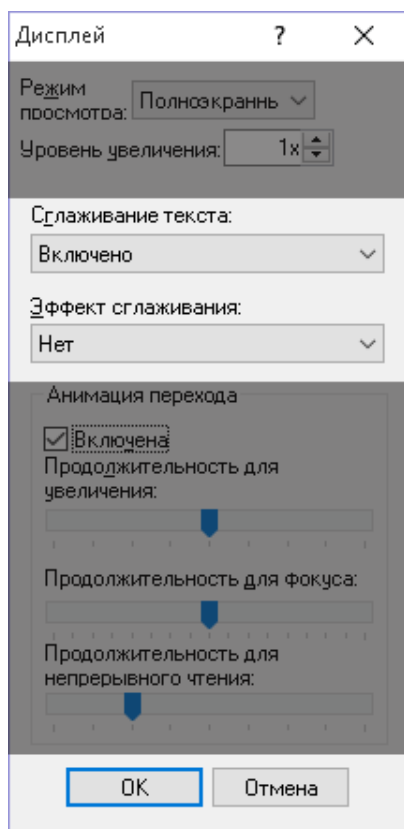 Дисплей ? ×
Режим
просмотра: Полноэкраннь
Уровень увеличения: 1x
Сглаживание текста:
Включено
Эффект сглаживания:
Нет
Анимация перехода
Включена
Продолжительность для
увеличения:
Продолжительность для фокуса:
Продолжительность для
непрерывного чтения:
OK Отмена